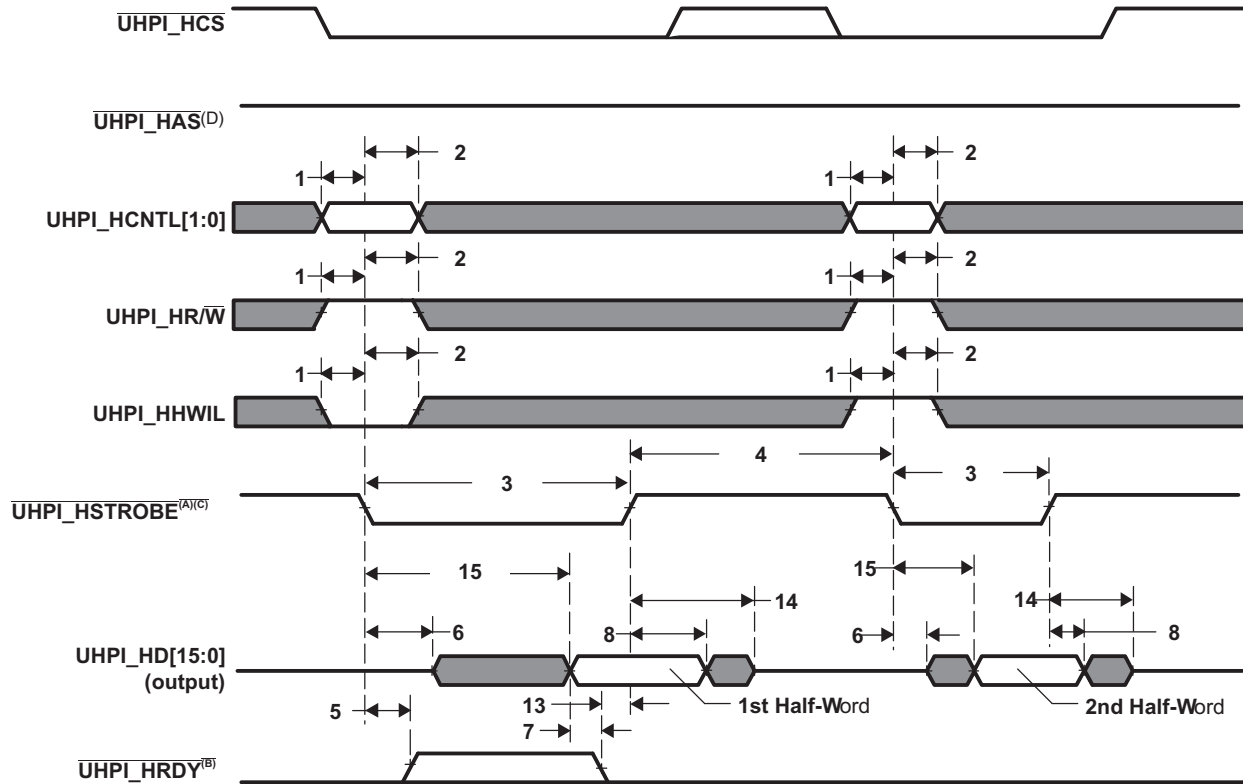 UHPI_HCS
UHPI_HAS(D)
2 2
1 1
UHPI_HCNTL[1:0]
2 2
1 1
UHPI_HR/W
2 2
1 1
UHPI_HHWIL
4
3 3
UHPI_HSTROBE(A)(C)
15 15
14 14
6 8 6 8
UHPI_HD[15:0]
(output)
5 13 1st Half-Word 2nd Half-Word
7
UHPI_HRDY(B)